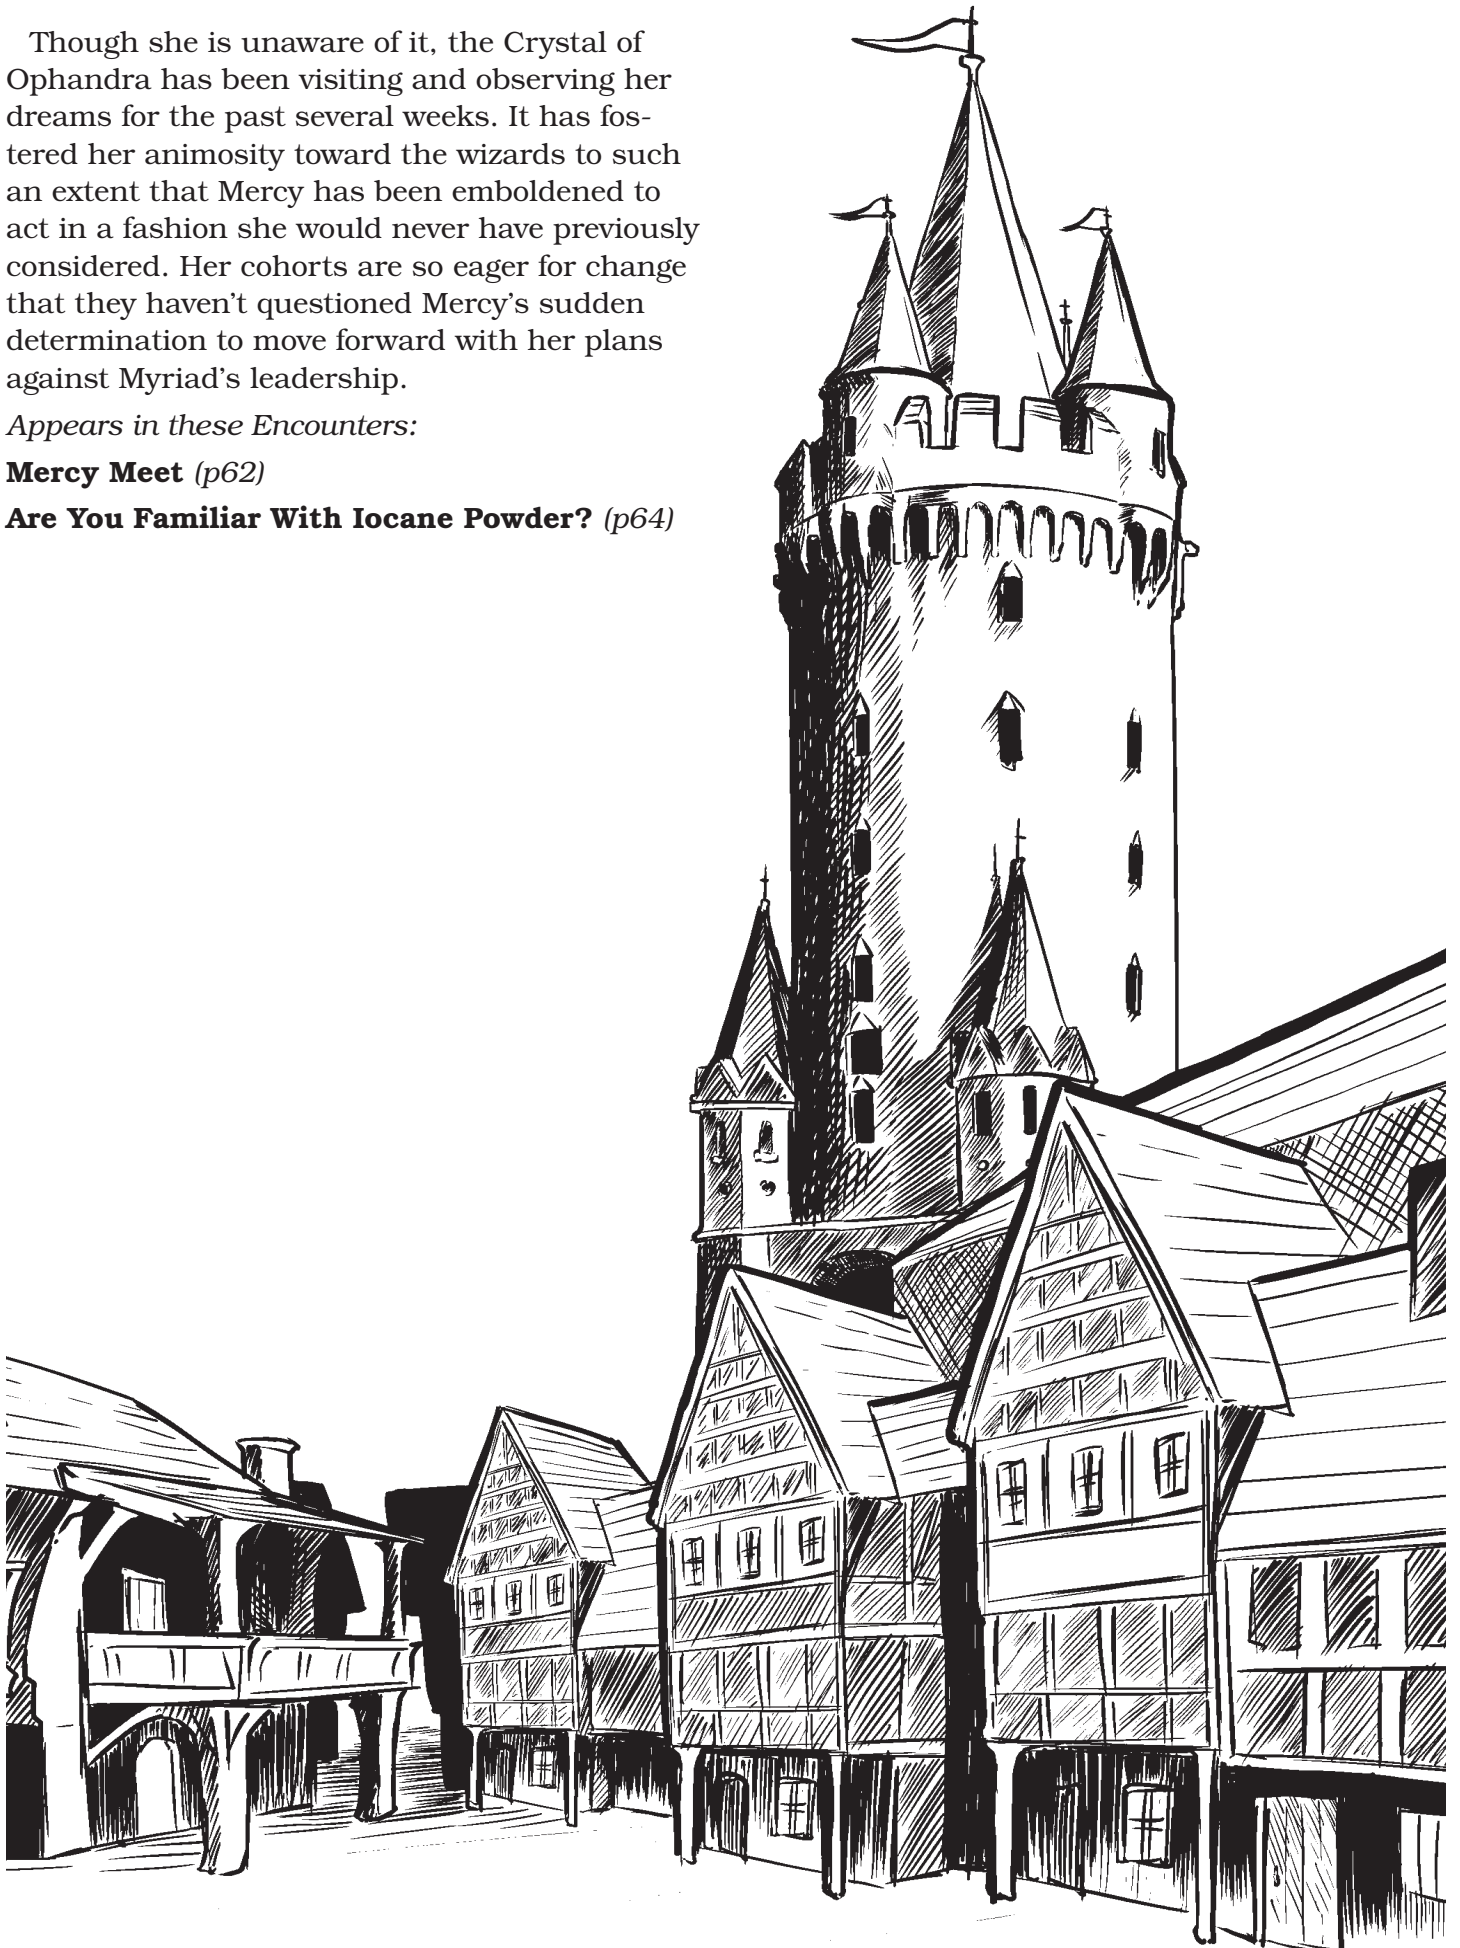 Though she is unaware of it, the Crystal of
Ophandra has been visiting and observing her
dreams for the past several weeks. It has fos-
tered her animosity toward the wizards to such
an extent that Mercy has been emboldened to
act in a fashion she would never have previously
considered. Her cohorts are so eager for change
that they haven’t questioned Mercy’s sudden
determination to move forward with her plans
against Myriad’s leadership.
Appears in these Encounters:
Mercy Meet (p62)
Are You Familiar With Iocane Powder? (p64)